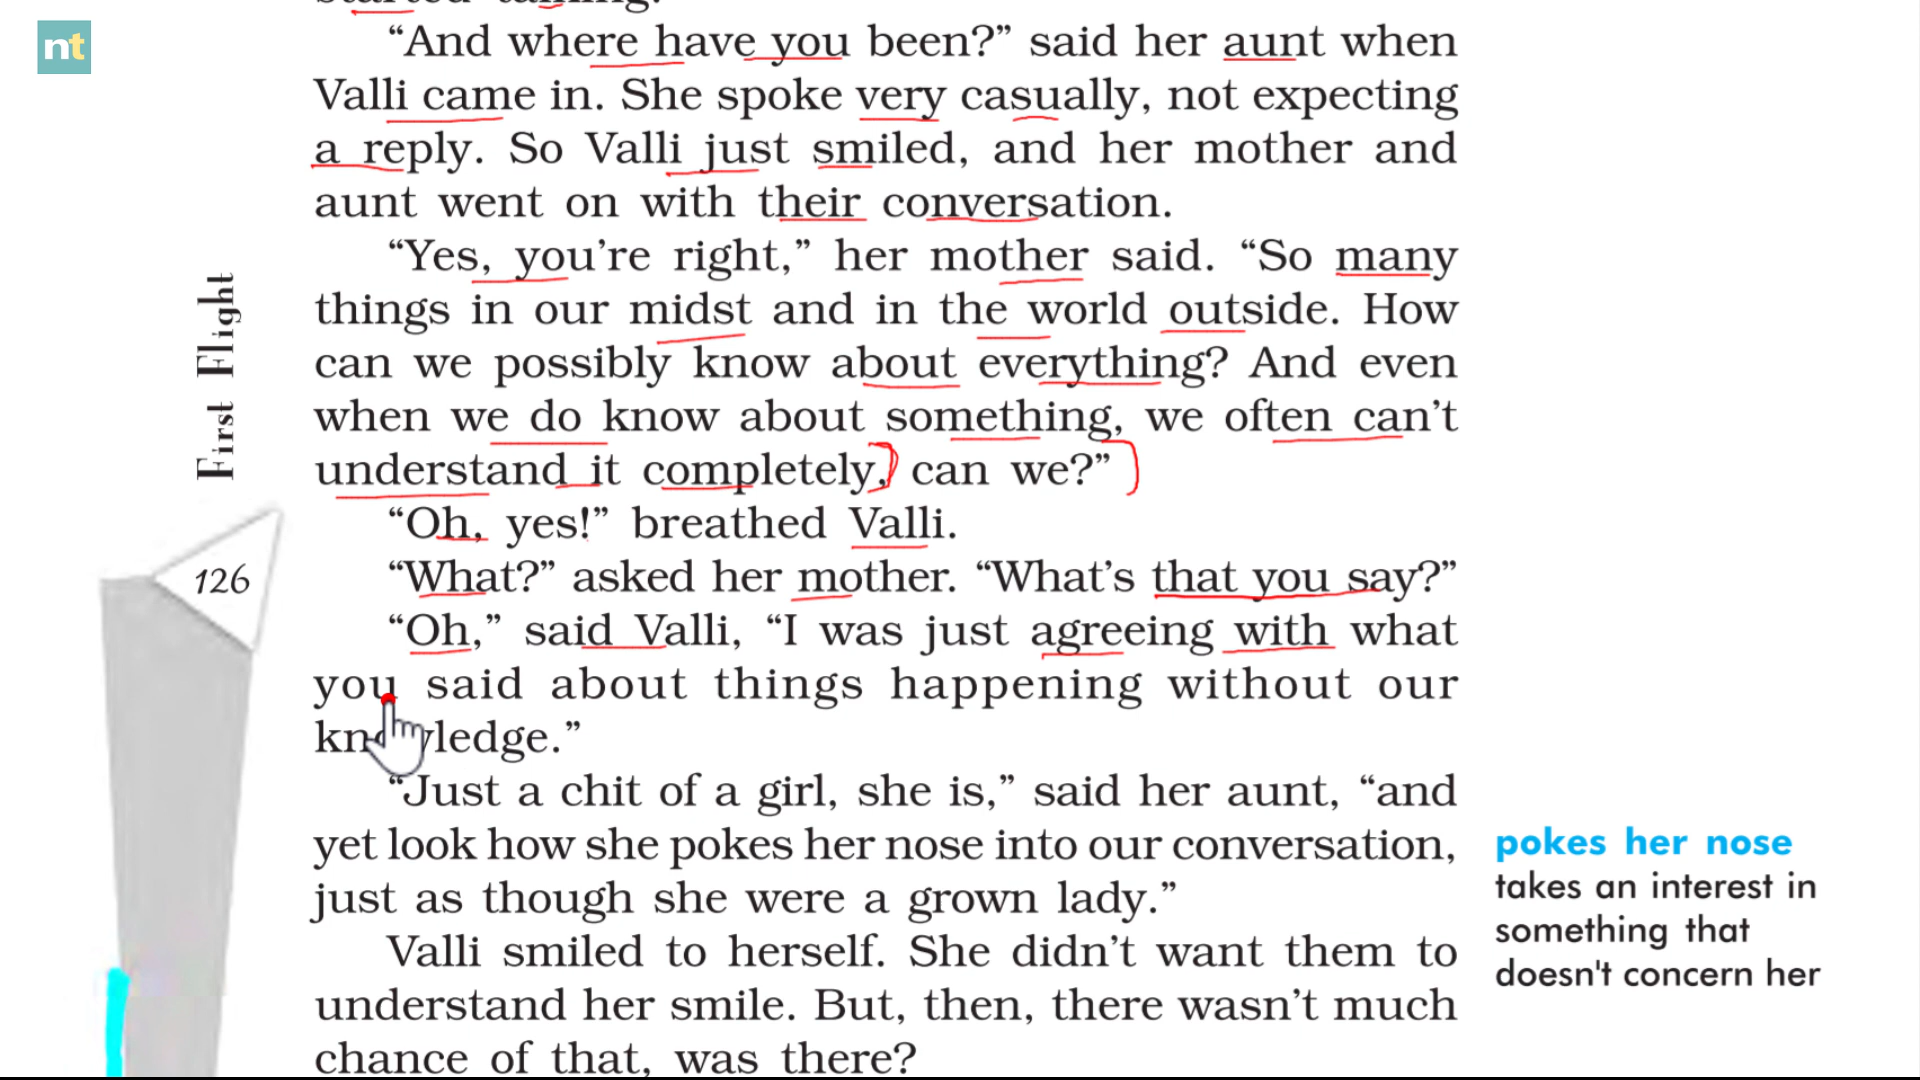 nt
started talking.
“And where have you been?” said her aunt when
Valli came in. She spoke very casually, not expecting
a reply. So Valli just smiled, and her mother and
aunt went on with their conversation.
“Yes, you’re right,” her mother said. “So many
things in our midst and in the world outside. How
can we possibly know about everything? And even
when we do know about something, we often can’t
understand it completely, can we?”
“Oh, yes!” breathed Valli.
“What?” asked her mother. “What’s that you say?”
“Oh,” said Valli, “I was just agreeing with what
you said about things happening without our
knowledge.”
“Just a chit of a girl, she is,” said her aunt, “and
yet look how she pokes her nose into our conversation,
just as though she were a grown lady.”
Valli smiled to herself. She didn’t want them to
understand her smile. But, then, there wasn’t much
chance of that, was there?
First Flight
126
pokes her nose
takes an interest in
something that
doesn't concern her